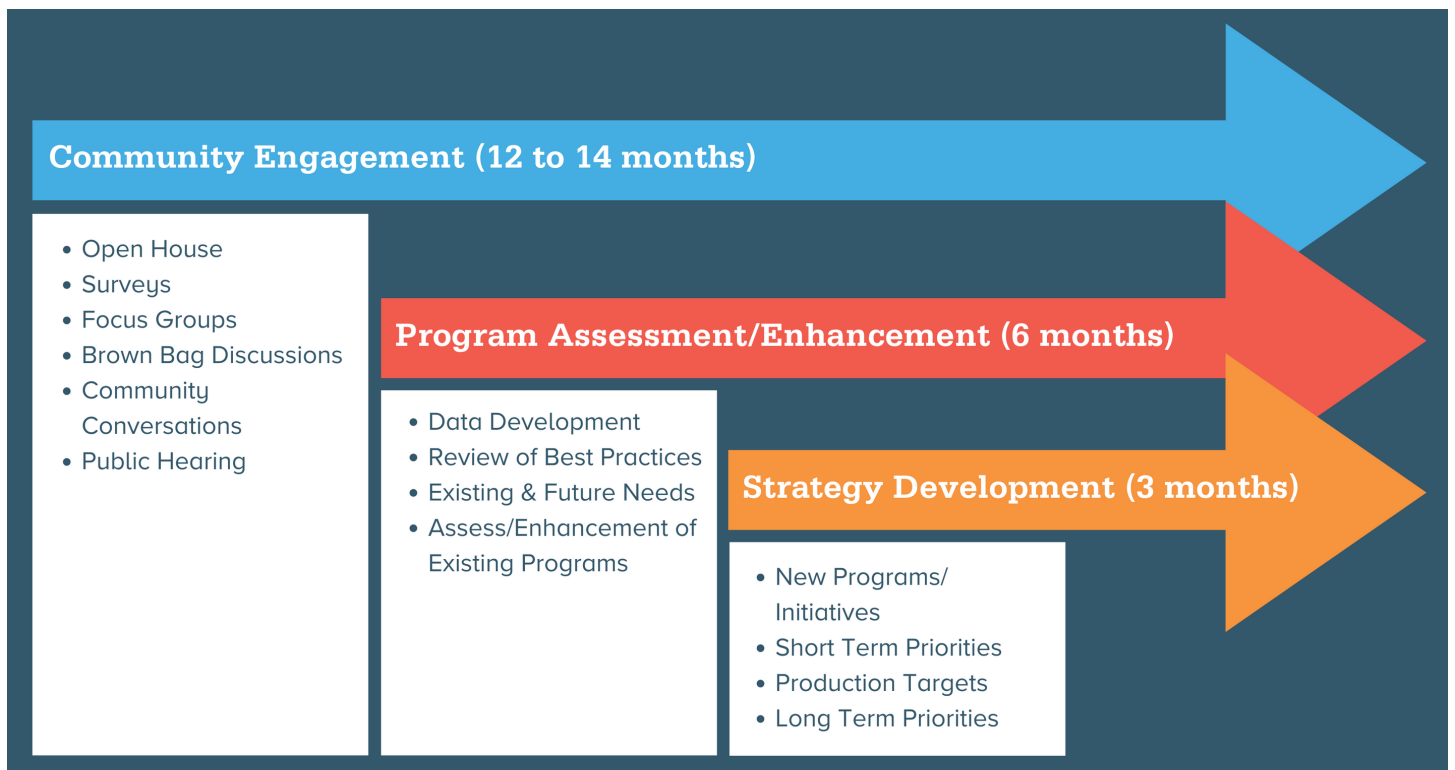 Community Engagement (12 to 14 months)
• Open House
• Surveys
• Focus Groups
• Brown Bag Discussions
• Community
Conversations
• Public Hearing
Program Assessment/Enhancement (6 months)
• Data Development
• Review of Best Practices
• Existing & Future Needs
• Assess/Enhancement of
Existing Programs
Strategy Development (3 months)
• New Programs/
Initiatives
• Short Term Priorities
• Production Targets
• Long Term Priorities